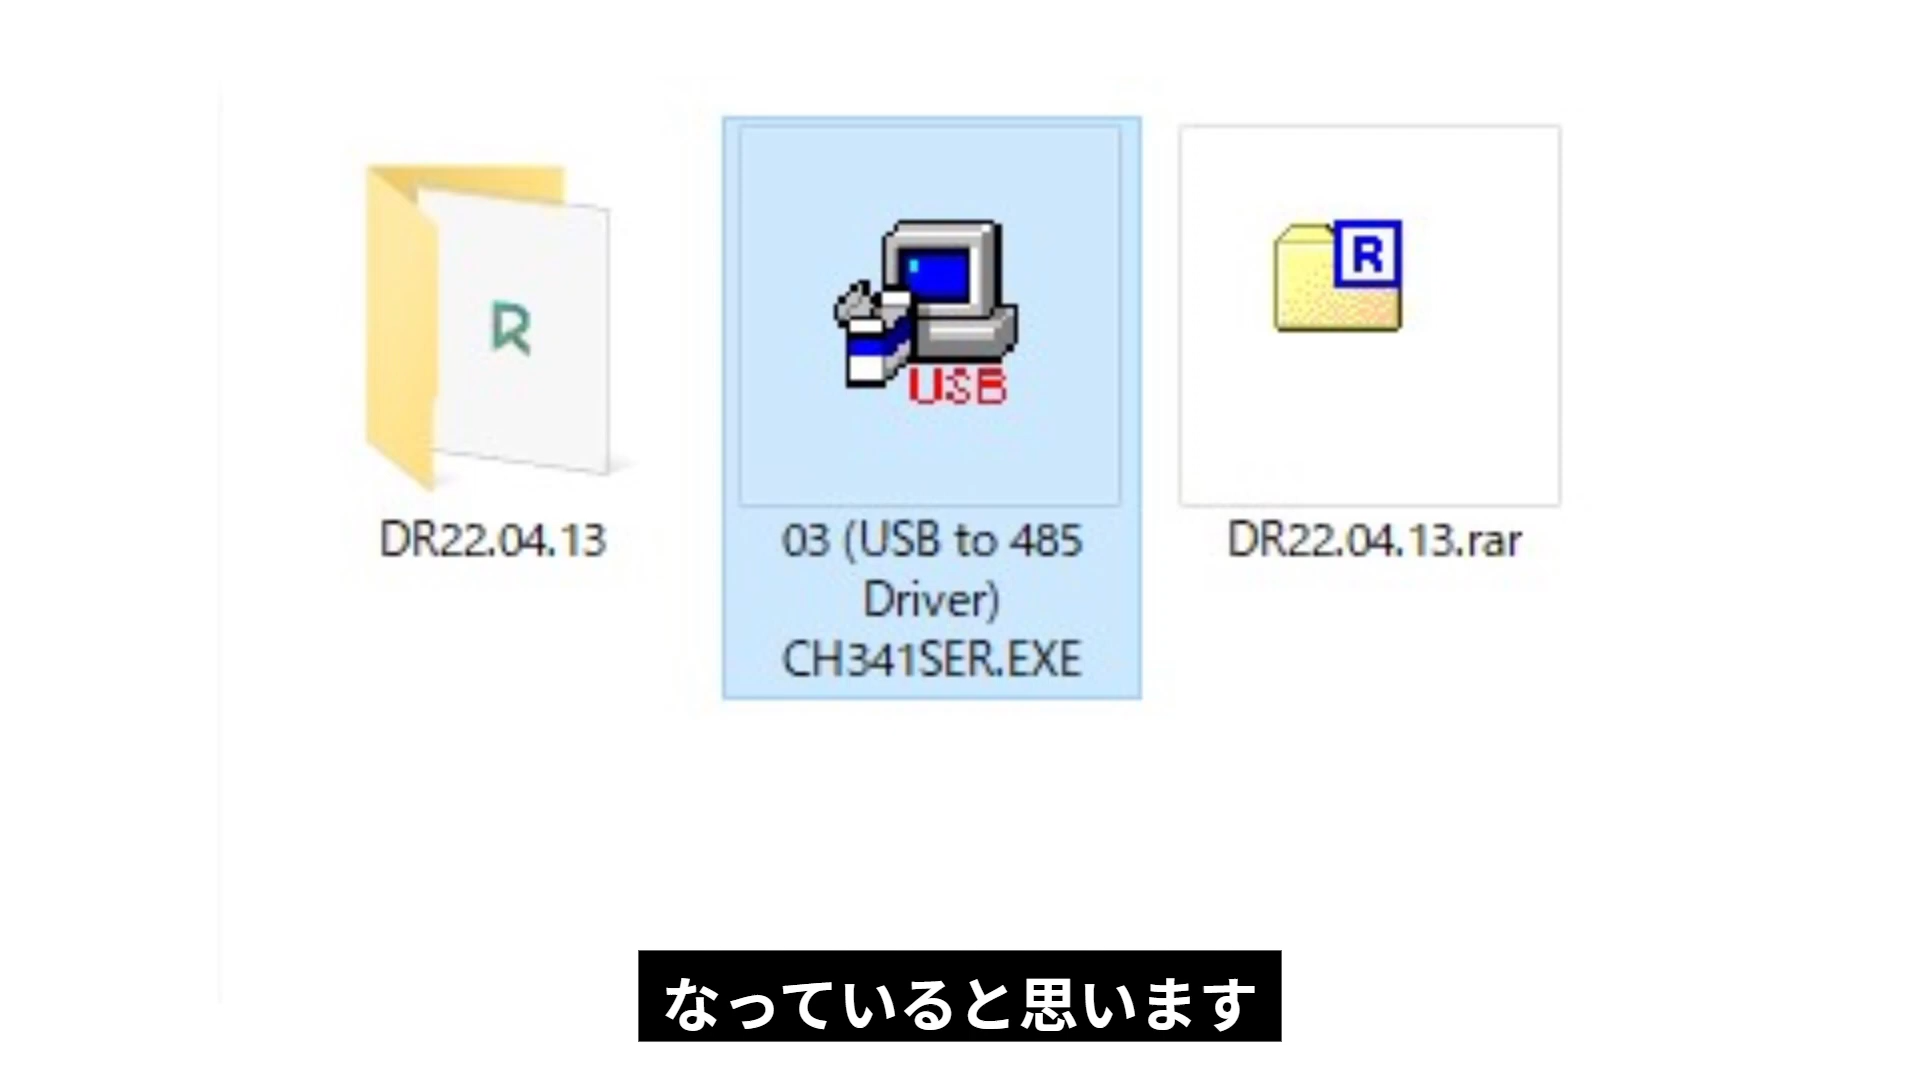 R
USB
R
DR22.04.13
03 (USB to 485
Driver)
CH341SER.EXE
DR22.04.13.rar
なっていると思います